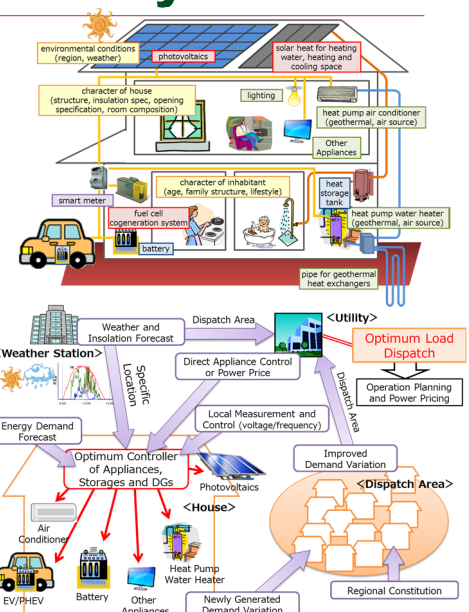 environmental conditions
(region, weather)
photovoltaics
solar heat for heating
water, heating and
cooling space
character of house
(structure, insulation spec, opening
specification, room composition)
lighting
heat pump air conditioner
(geothermal, air source)
Other
Appliances
character of inhabitant
(age, family structure, lifestyle)
heat
storage
tank
smart meter
fuel cell
cogeneration system
heat pump water heater
(geothermal, air source)
battery
pipe for geothermal
heat exchangers
Weather and
Insolation Forecast
Dispatch Area
<Utility>
Optimum Load
Dispatch
<Weather Station>
Specific
Location
Direct Appliance Control
or Power Price
Dispatch Area
Operation Planning
and Power Pricing
Local Measurement and
Control (voltage/frequency)
Energy Demand
Forecast
Optimum Controller
of Appliances,
Storages and DGs
Photovoltaics
Improved
Demand Variation
<Dispatch Area>
<House>
Air
Conditioner
Heat Pump
Water Heater
EV/PHEV
Battery
Other
Appliances
Newly Generated
Demand Variation
Regional Constitution